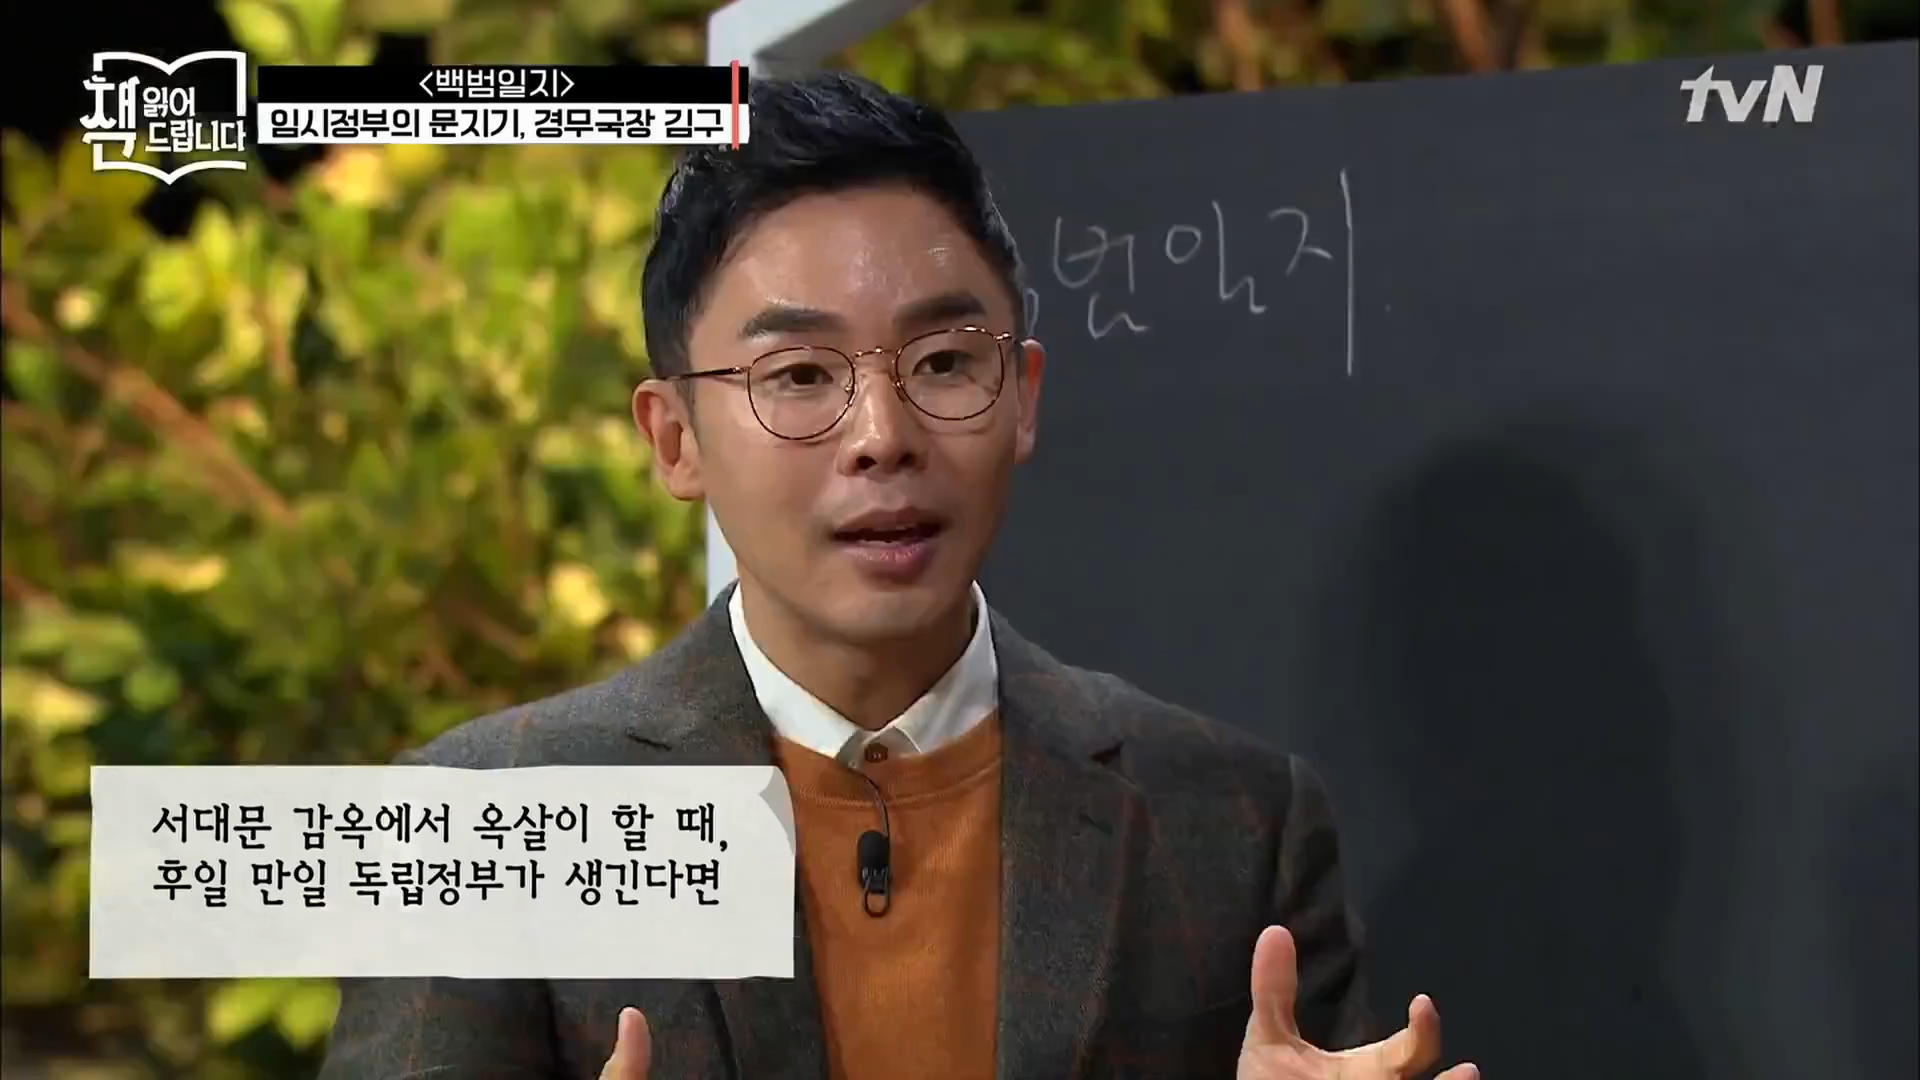 책 읽어
드립니다
<백범일지>
임시정부의 문지기, 경무국장 김구
tvN
범일지
서대문 감옥에서 옥살이 할 때,
후일 만일 독립정부가 생긴다면